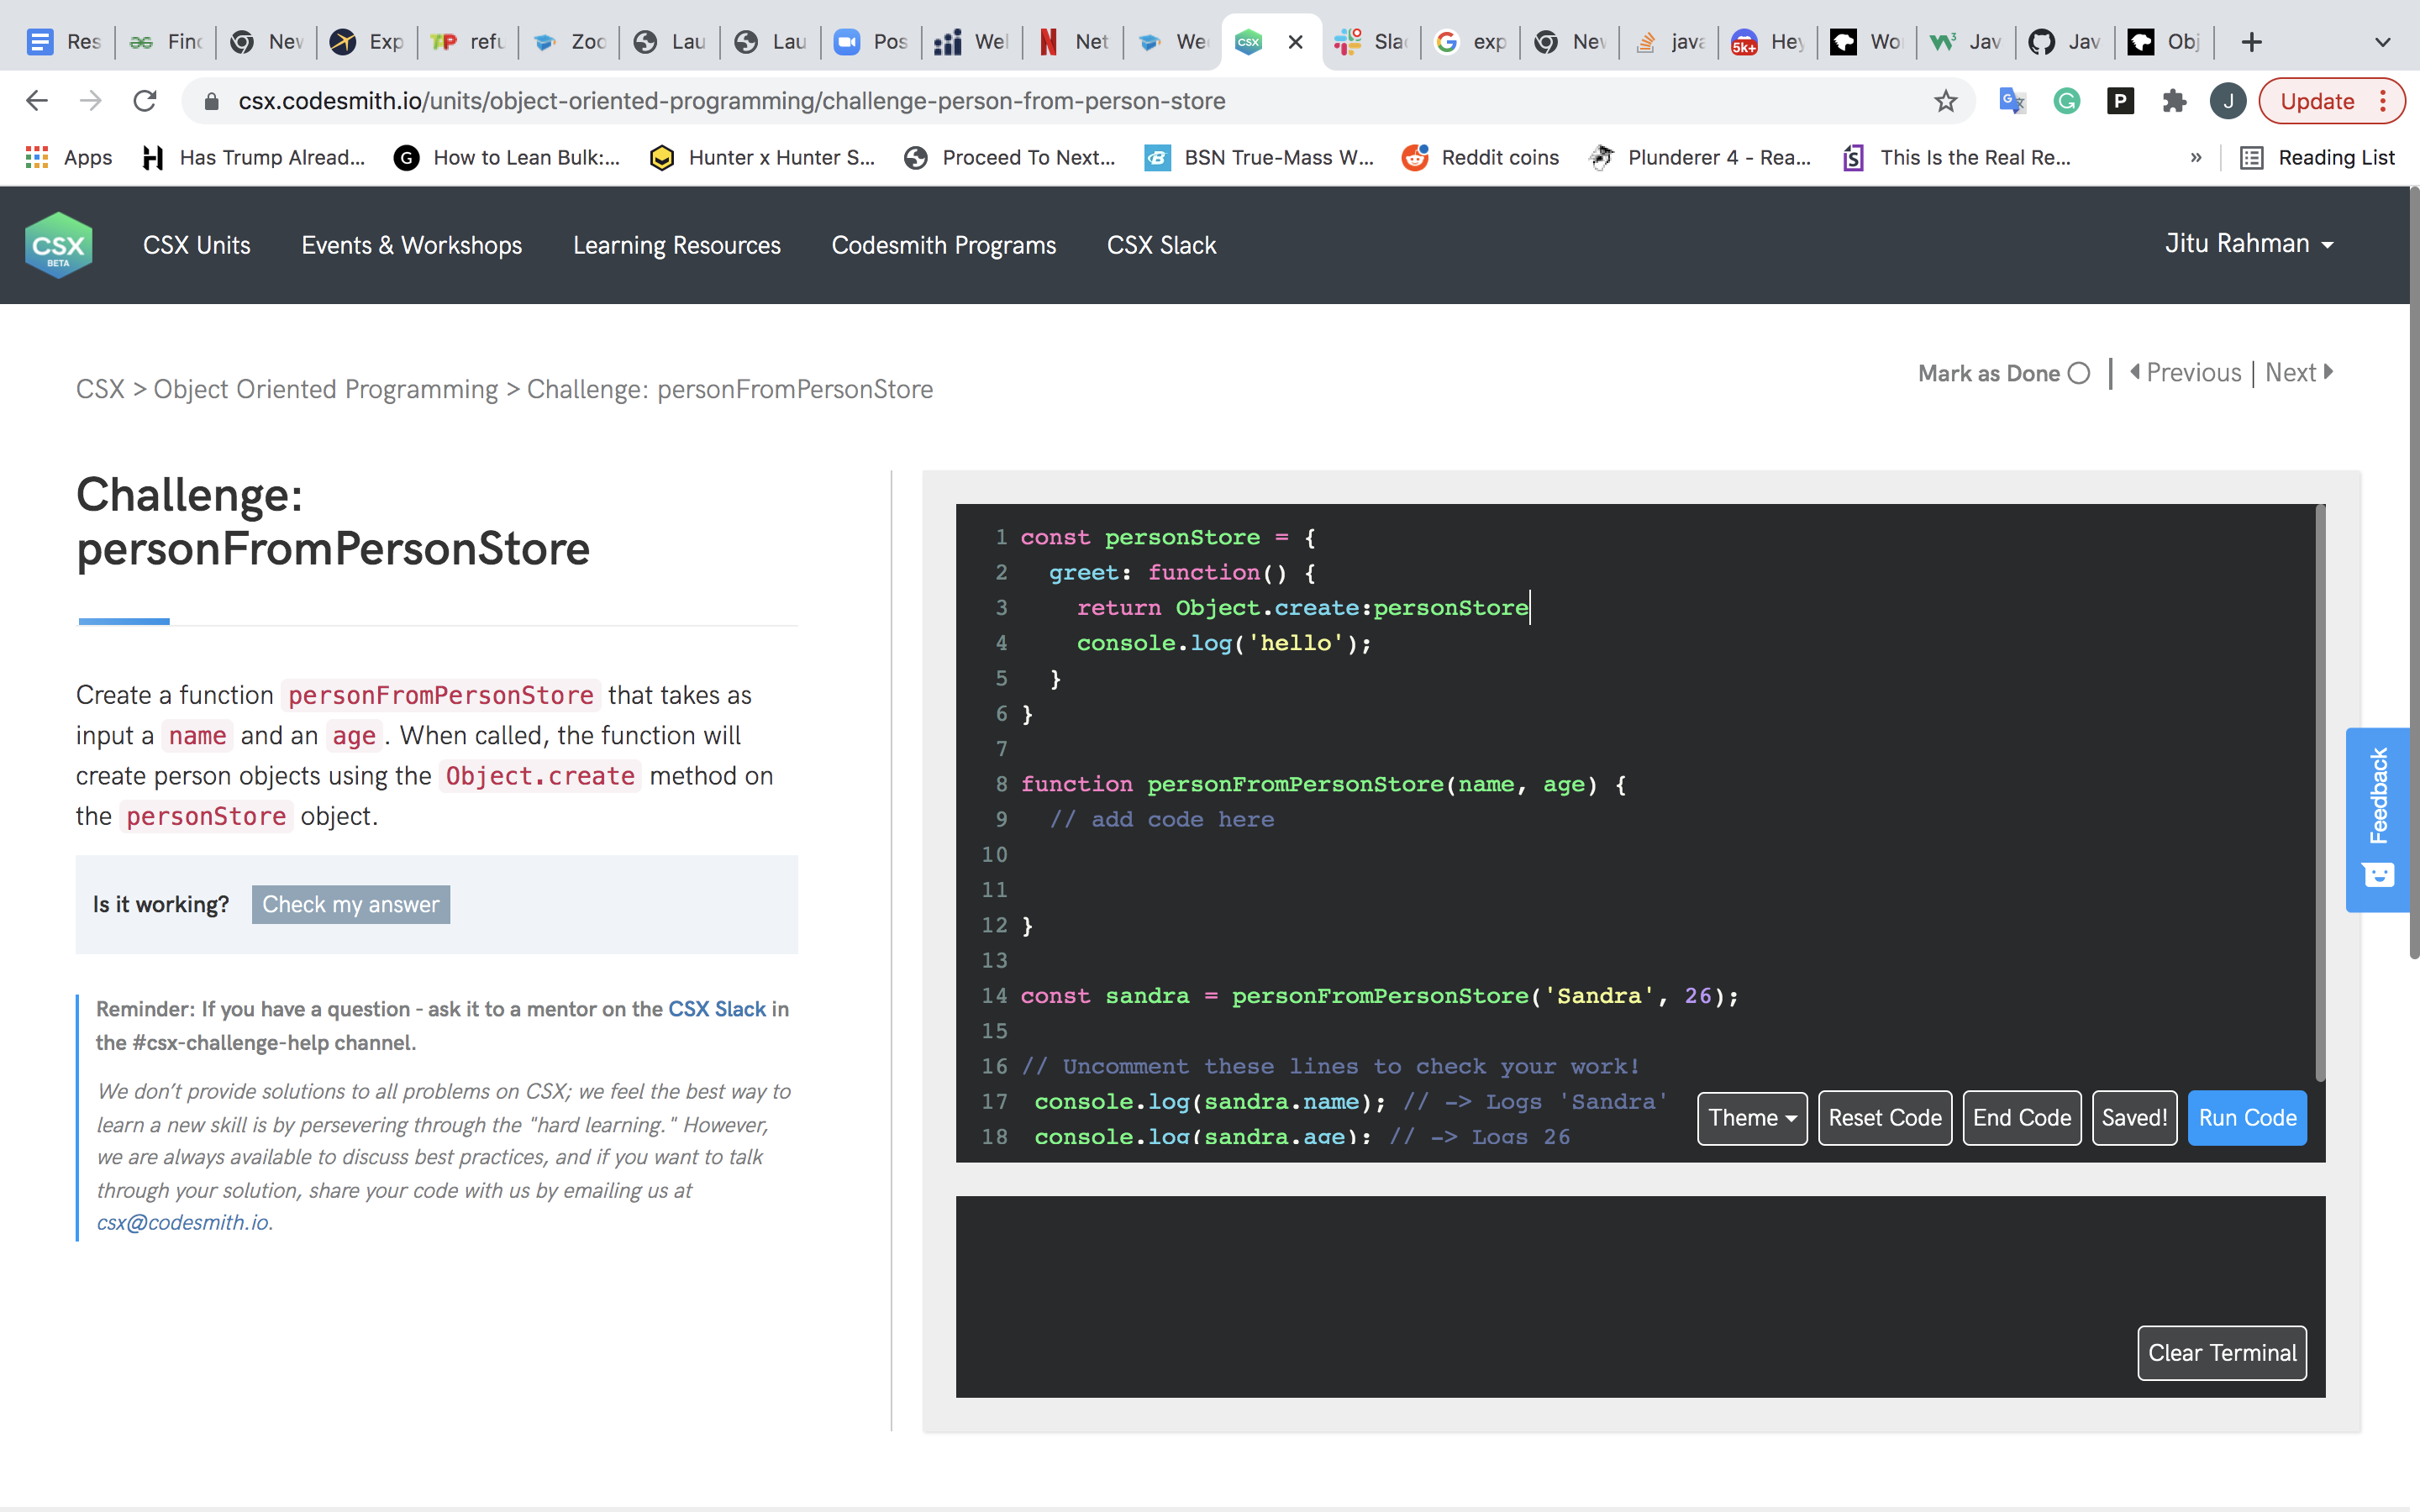 Res Find New Exp refu Zoo Lau Lau Pos Wel Net We Sla exp New java Hey Wo Jav Jav Obj
csx.codesmith.io/units/object-oriented-programming/challenge-person-from-person-store
J Update
Apps Has Trump Alread... How to Lean Bulk:... Hunter x Hunter S... Proceed To Next... BSN True-Mass W... Reddit coins Plunderer 4 - Rea... This Is the Real Re... » Reading List
CSX BETA CSX Units Events & Workshops Learning Resources Codesmith Programs CSX Slack Jitu Rahman
Mark as Done Previous | Next
CSX > Object Oriented Programming > Challenge: personFromPersonStore
Challenge:
personFromPersonStore
Create a function personFromPersonStore that takes as
input a name and an age . When called, the function will
create person objects using the Object.create method on
the personStore object.
Is it working? Check my answer
Reminder: If you have a question - ask it to a mentor on the CSX Slack in
the #csx-challenge-help channel.
We don’t provide solutions to all problems on CSX; we feel the best way to
learn a new skill is by persevering through the "hard learning." However,
we are always available to discuss best practices, and if you want to talk
through your solution, share your code with us by emailing us at
csx@codesmith.io.
1 const personStore = {
2 greet: function() {
3 return Object.create:personStore
4 console.log('hello');
5 }
6 }
7
8 function personFromPersonStore(name, age) {
9 // add code here
10
11
12 }
13
14 const sandra = personFromPersonStore('Sandra', 26);
15
16 // Uncomment these lines to check your work!
17 console.log(sandra.name); // -> Logs 'Sandra'
18 console.log(sandra.age); // -> Logs 26
Theme Reset Code End Code Saved! Run Code
Clear Terminal
Feedback